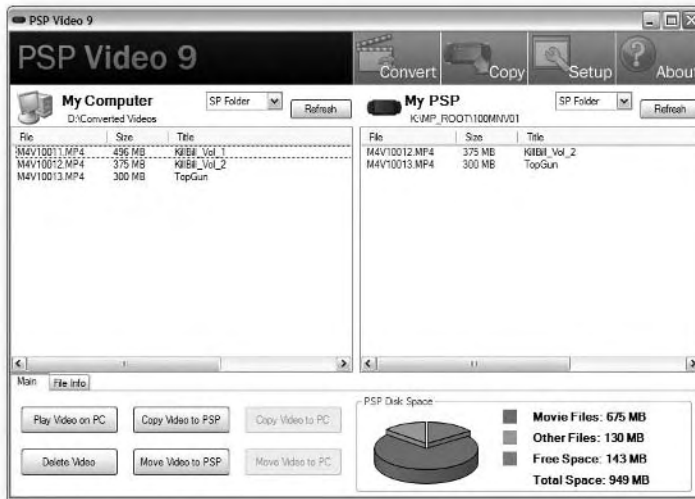 PSP Video 9
PSP Video 9
Convert
Copy
Setup
About
My Computer
SP Folder
Refresh
D:\Converted Videos
My PSP
SP Folder
Refresh
K:\MP_ROOT\100MNV01
File Size Title
M4V10011.MP4 496 MB KillBill_Vol_1
M4V10012.MP4 375 MB KillBill_Vol_2
M4V10013.MP4 300 MB TopGun
File Size Title
M4V10012.MP4 375 MB KillBill_Vol_2
M4V10013.MP4 300 MB TopGun
Main File Info
Play Video on PC
Copy Video to PSP
Copy Video to PC
Delete Video
Move Video to PSP
Move Video to PC
PSP Disk Space
Movie Files: 675 MB
Other Files: 130 MB
Free Space: 143 MB
Total Space: 949 MB